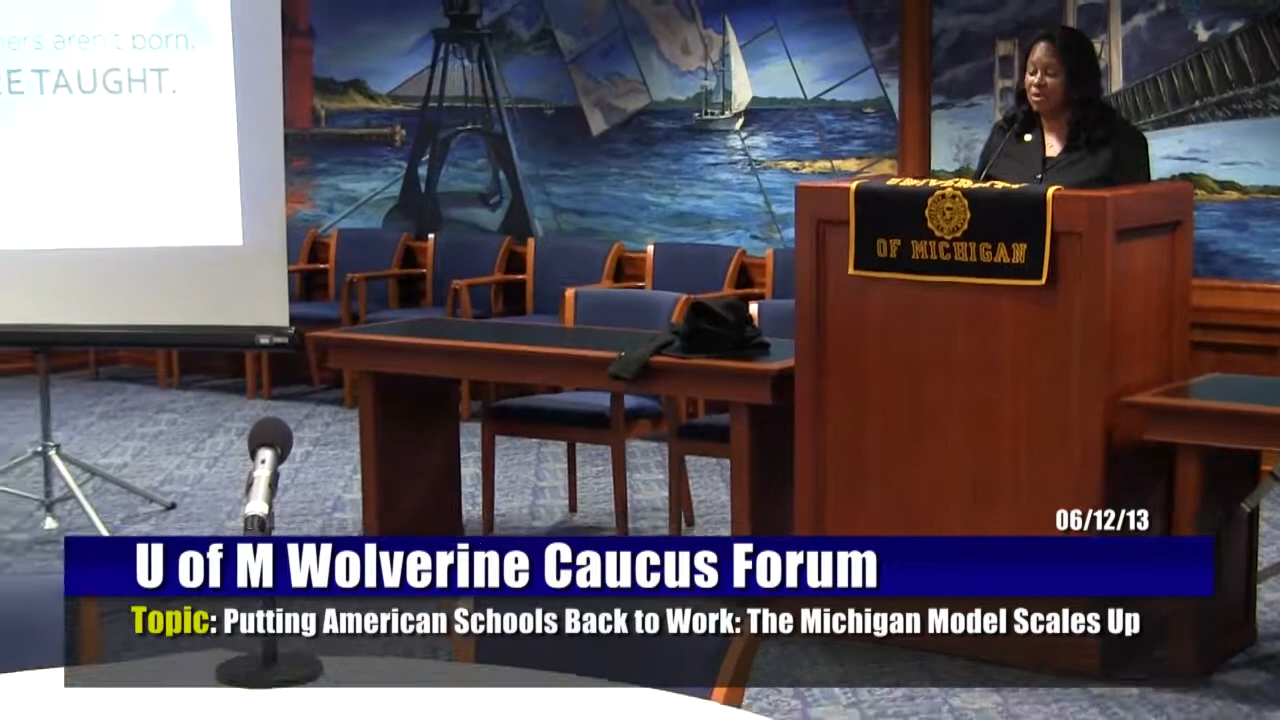 aren't born.
TAUGHT.
OF MICHIGAN
06/12/13
U of M Wolverine Caucus Forum
Topic: Putting American Schools Back to Work: The Michigan Model Scales Up